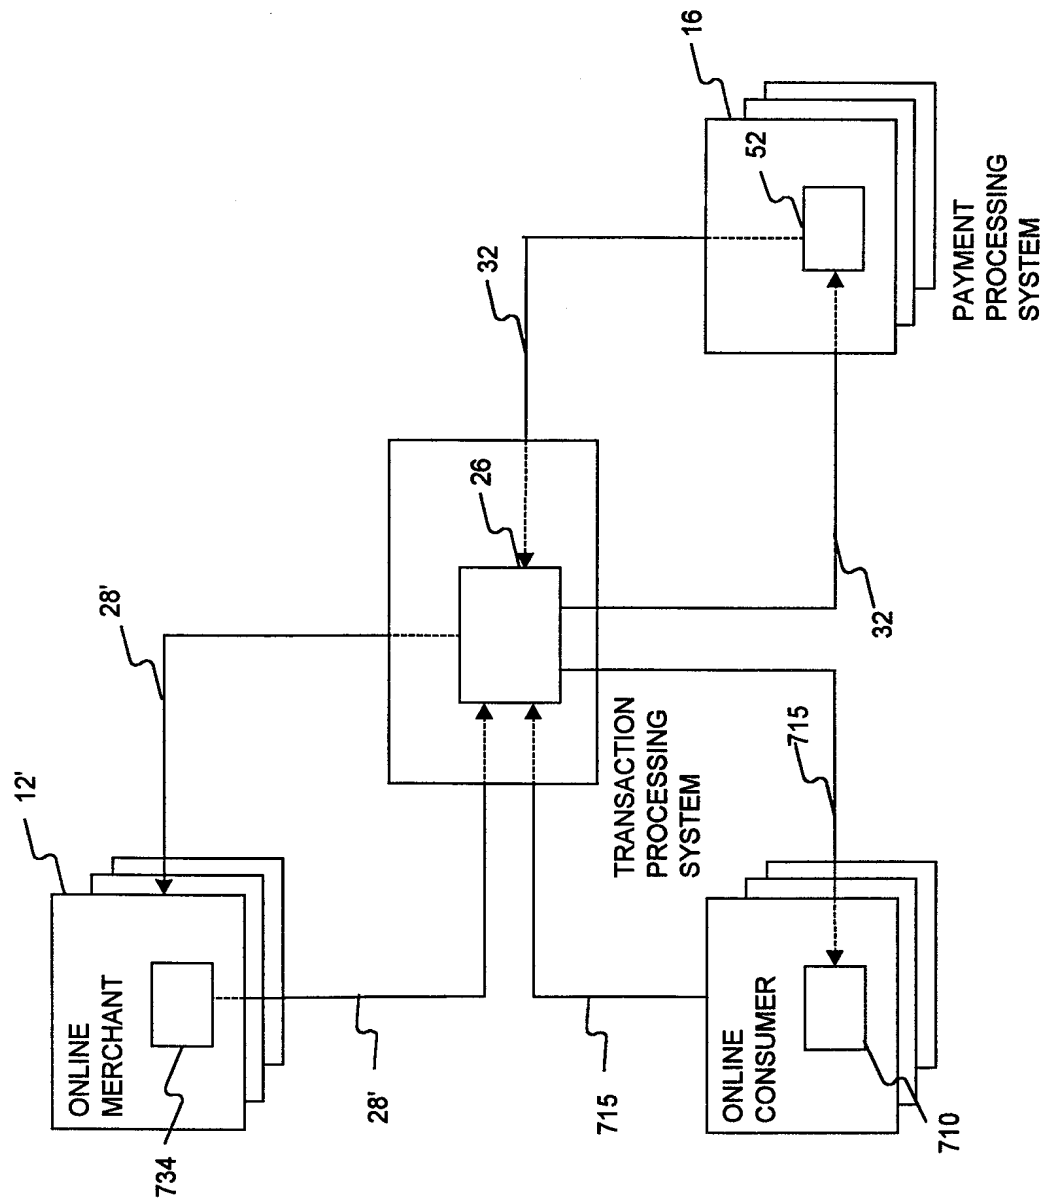 12'
ONLINE
MERCHANT
734
28'
28'
TRANSACTION
PROCESSING
SYSTEM
26
32
32
16
52
PAYMENT
PROCESSING
SYSTEM
715
715
ONLINE
CONSUMER
710